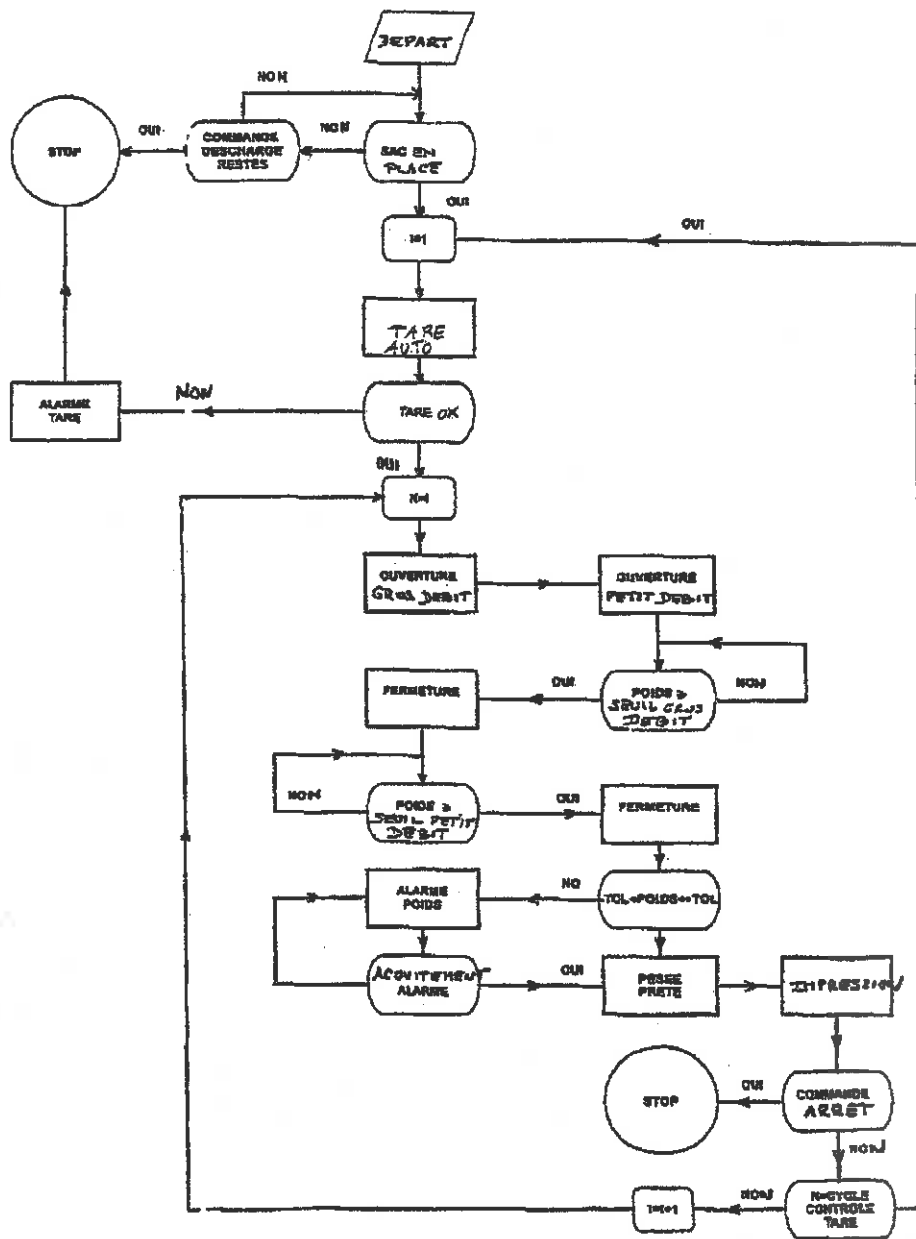 DEPART
NON
STOP
OUI
COMMANDE
DESCHARGE
RESTES
NON
SAC EN
PLACE
OUI
OUI
TARE
AUTO
ALARME
TARE
NON
TARE OK
OUI
OUVERTURE
GROS DEBIT
OUVERTURE
PETIT DEBIT
FERMETURE
OUI
POIDS ≥
SEUIL GROS
DEBIT
NON
NON
POIDS ≥
SEUIL PETIT
DEBIT
OUI
FERMETURE
ALARME
POIDS
NO
ACQUITEMENT
ALARME
OUI
PESEE
PRETE
IMPRESSION
STOP
OUI
COMMANDE
ARRET
NON
NON
N=CYCLE
CONTROLE
TARE